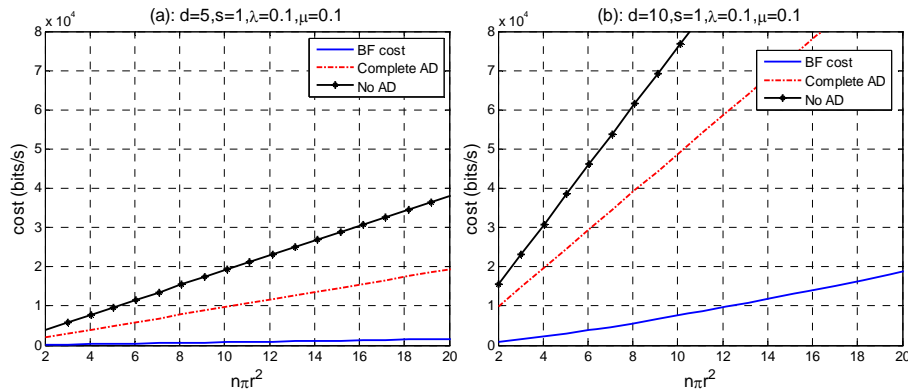 (a): d=5,s=1,λ=0.1,μ=0.1
x 10⁴
8
7
6
5
4
3
2
1
0
cost (bits/s)
2 4 6 8 10 12 14 16 18 20
nπr²
BF cost
Complete AD
No AD
(b): d=10,s=1,λ=0.1,μ=0.1
x 10⁴
8
7
6
5
4
3
2
1
0
cost (bits/s)
2 4 6 8 10 12 14 16 18 20
nπr²
BF cost
Complete AD
No AD